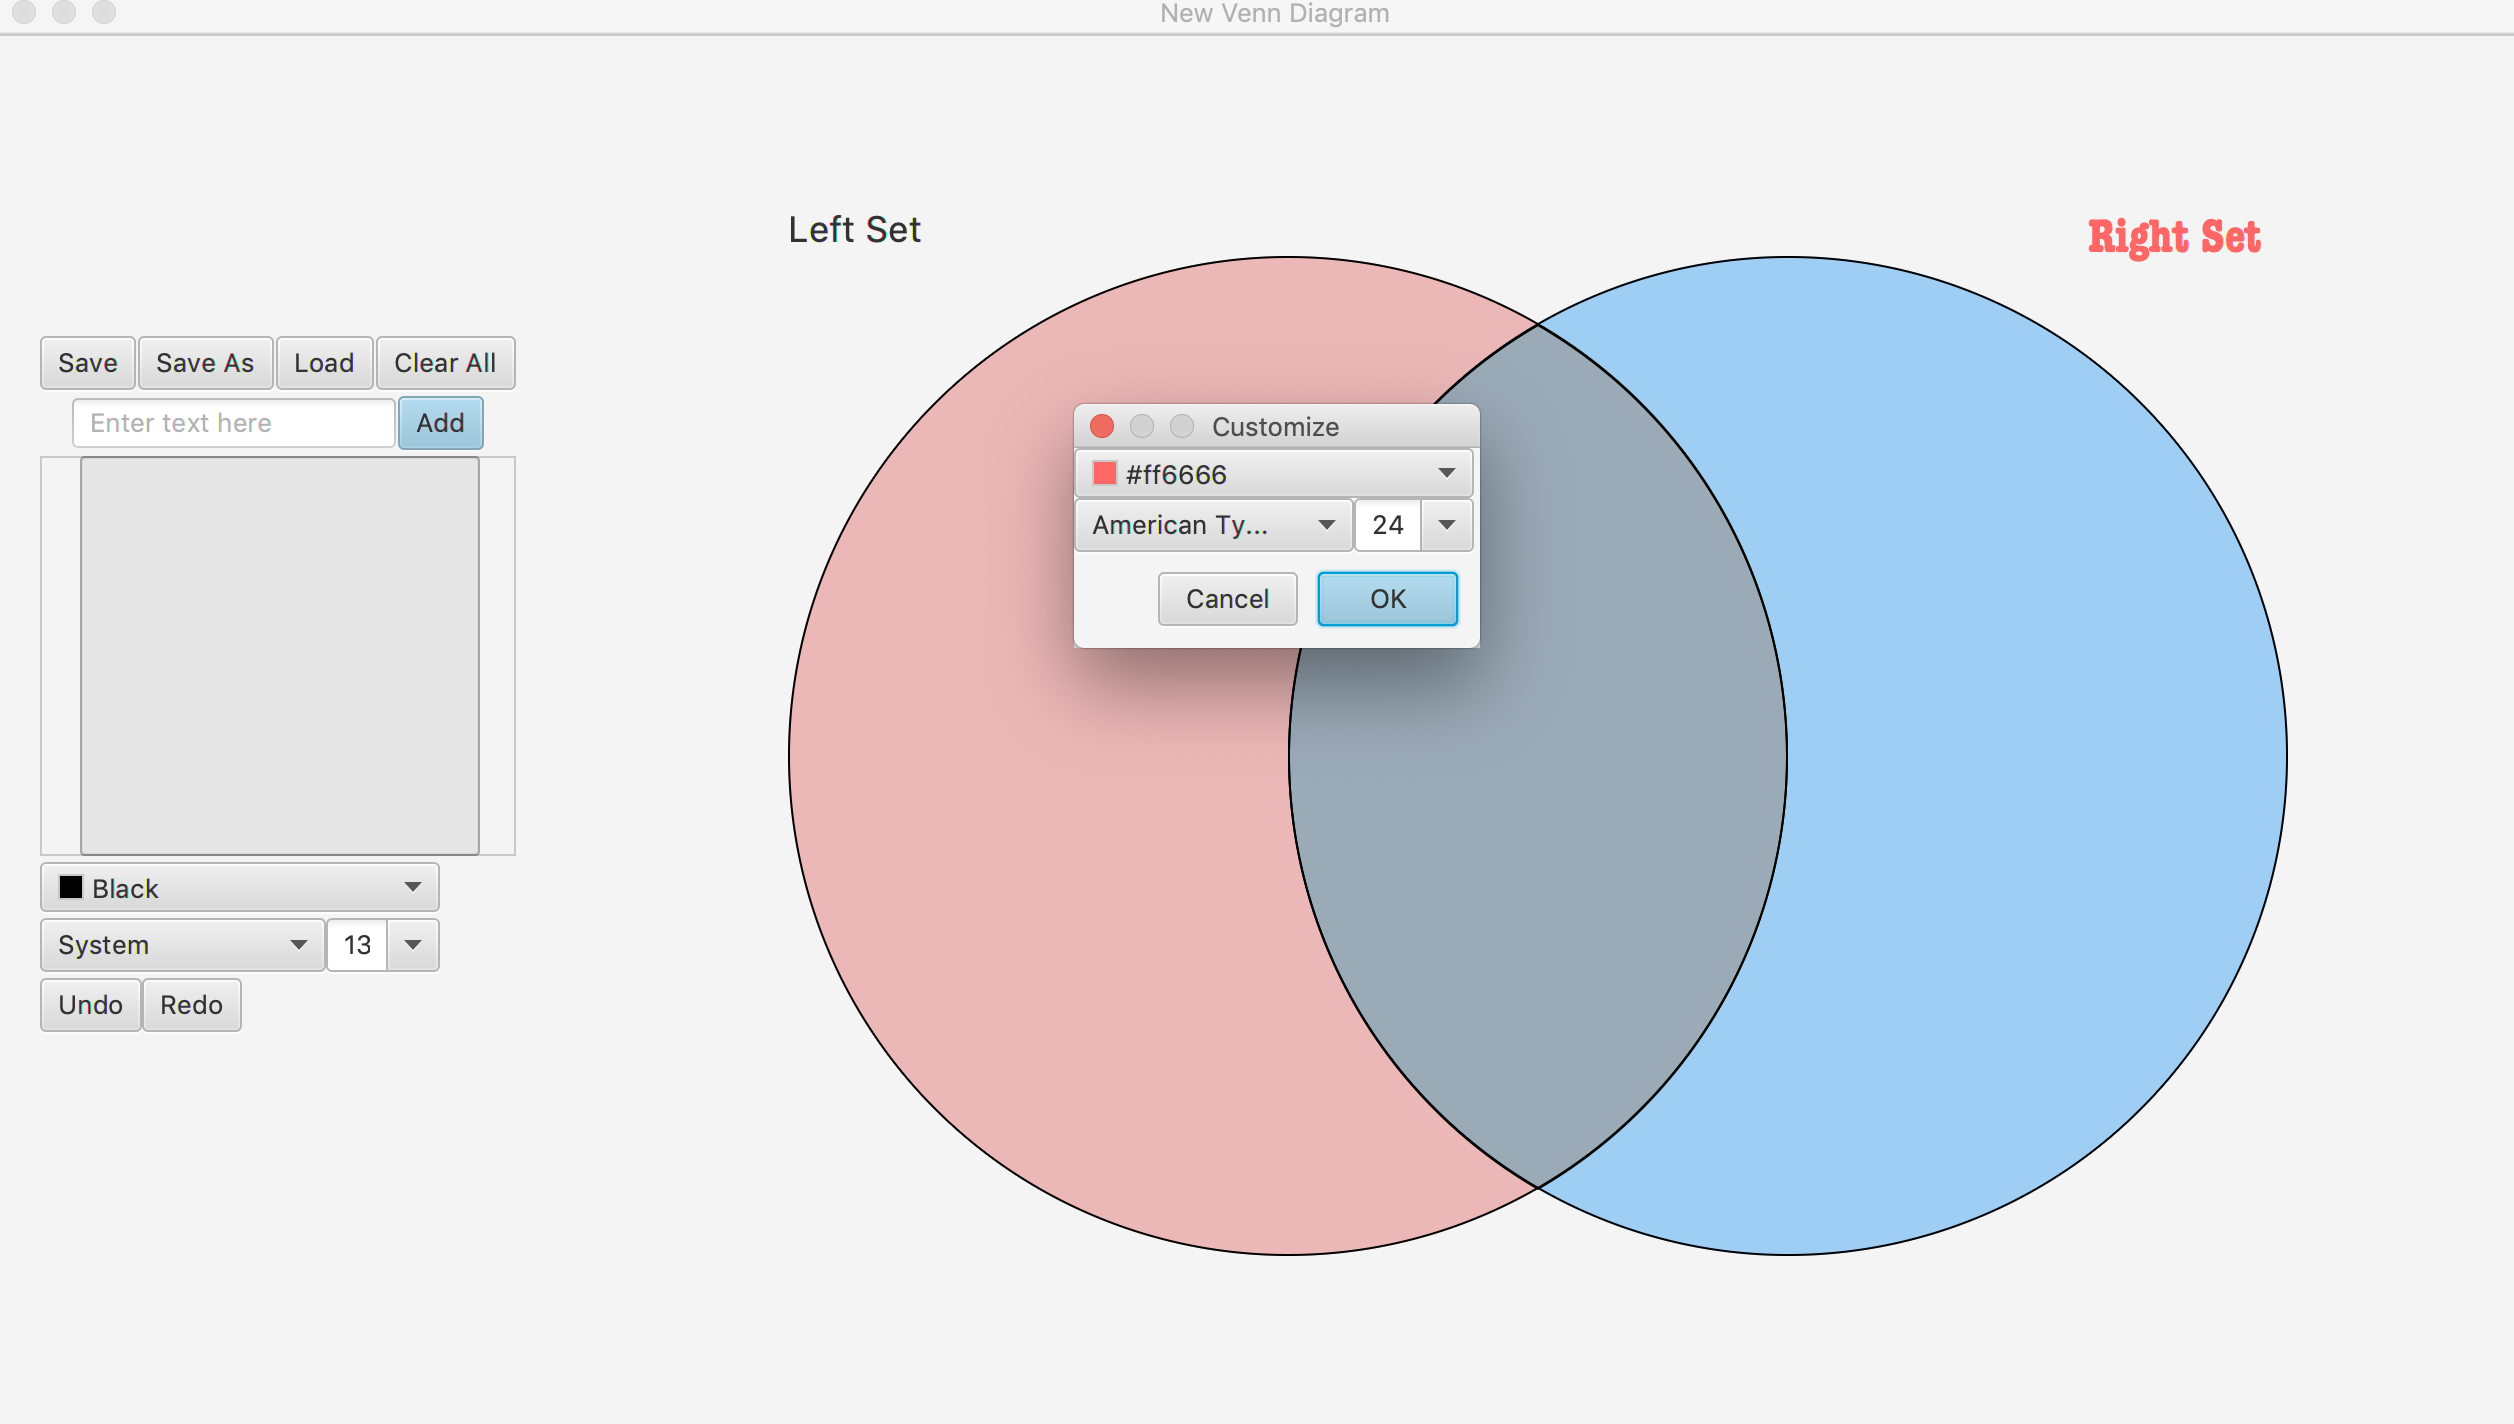 New Venn Diagram
Left Set
Right Set
Save Save As Load Clear All
Enter text here Add
Customize
#ff6666
American Ty... 24
Cancel OK
Black
System 13
Undo Redo